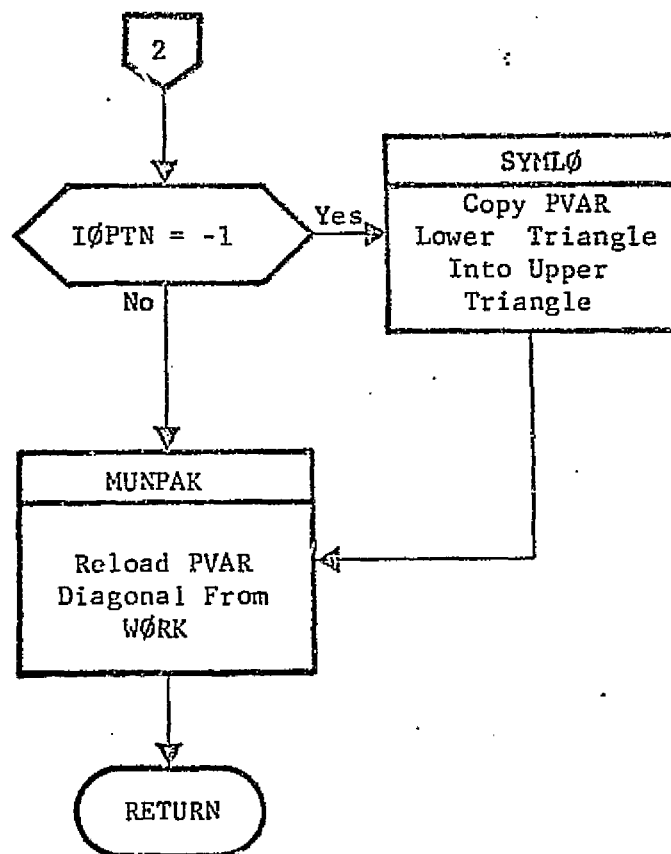 2
IØPTN = -1
Yes
No
SYMLØ
Copy PVAR
Lower Triangle
Into Upper
Triangle
MUNPAK
Reload PVAR
Diagonal From
WØRK
RETURN